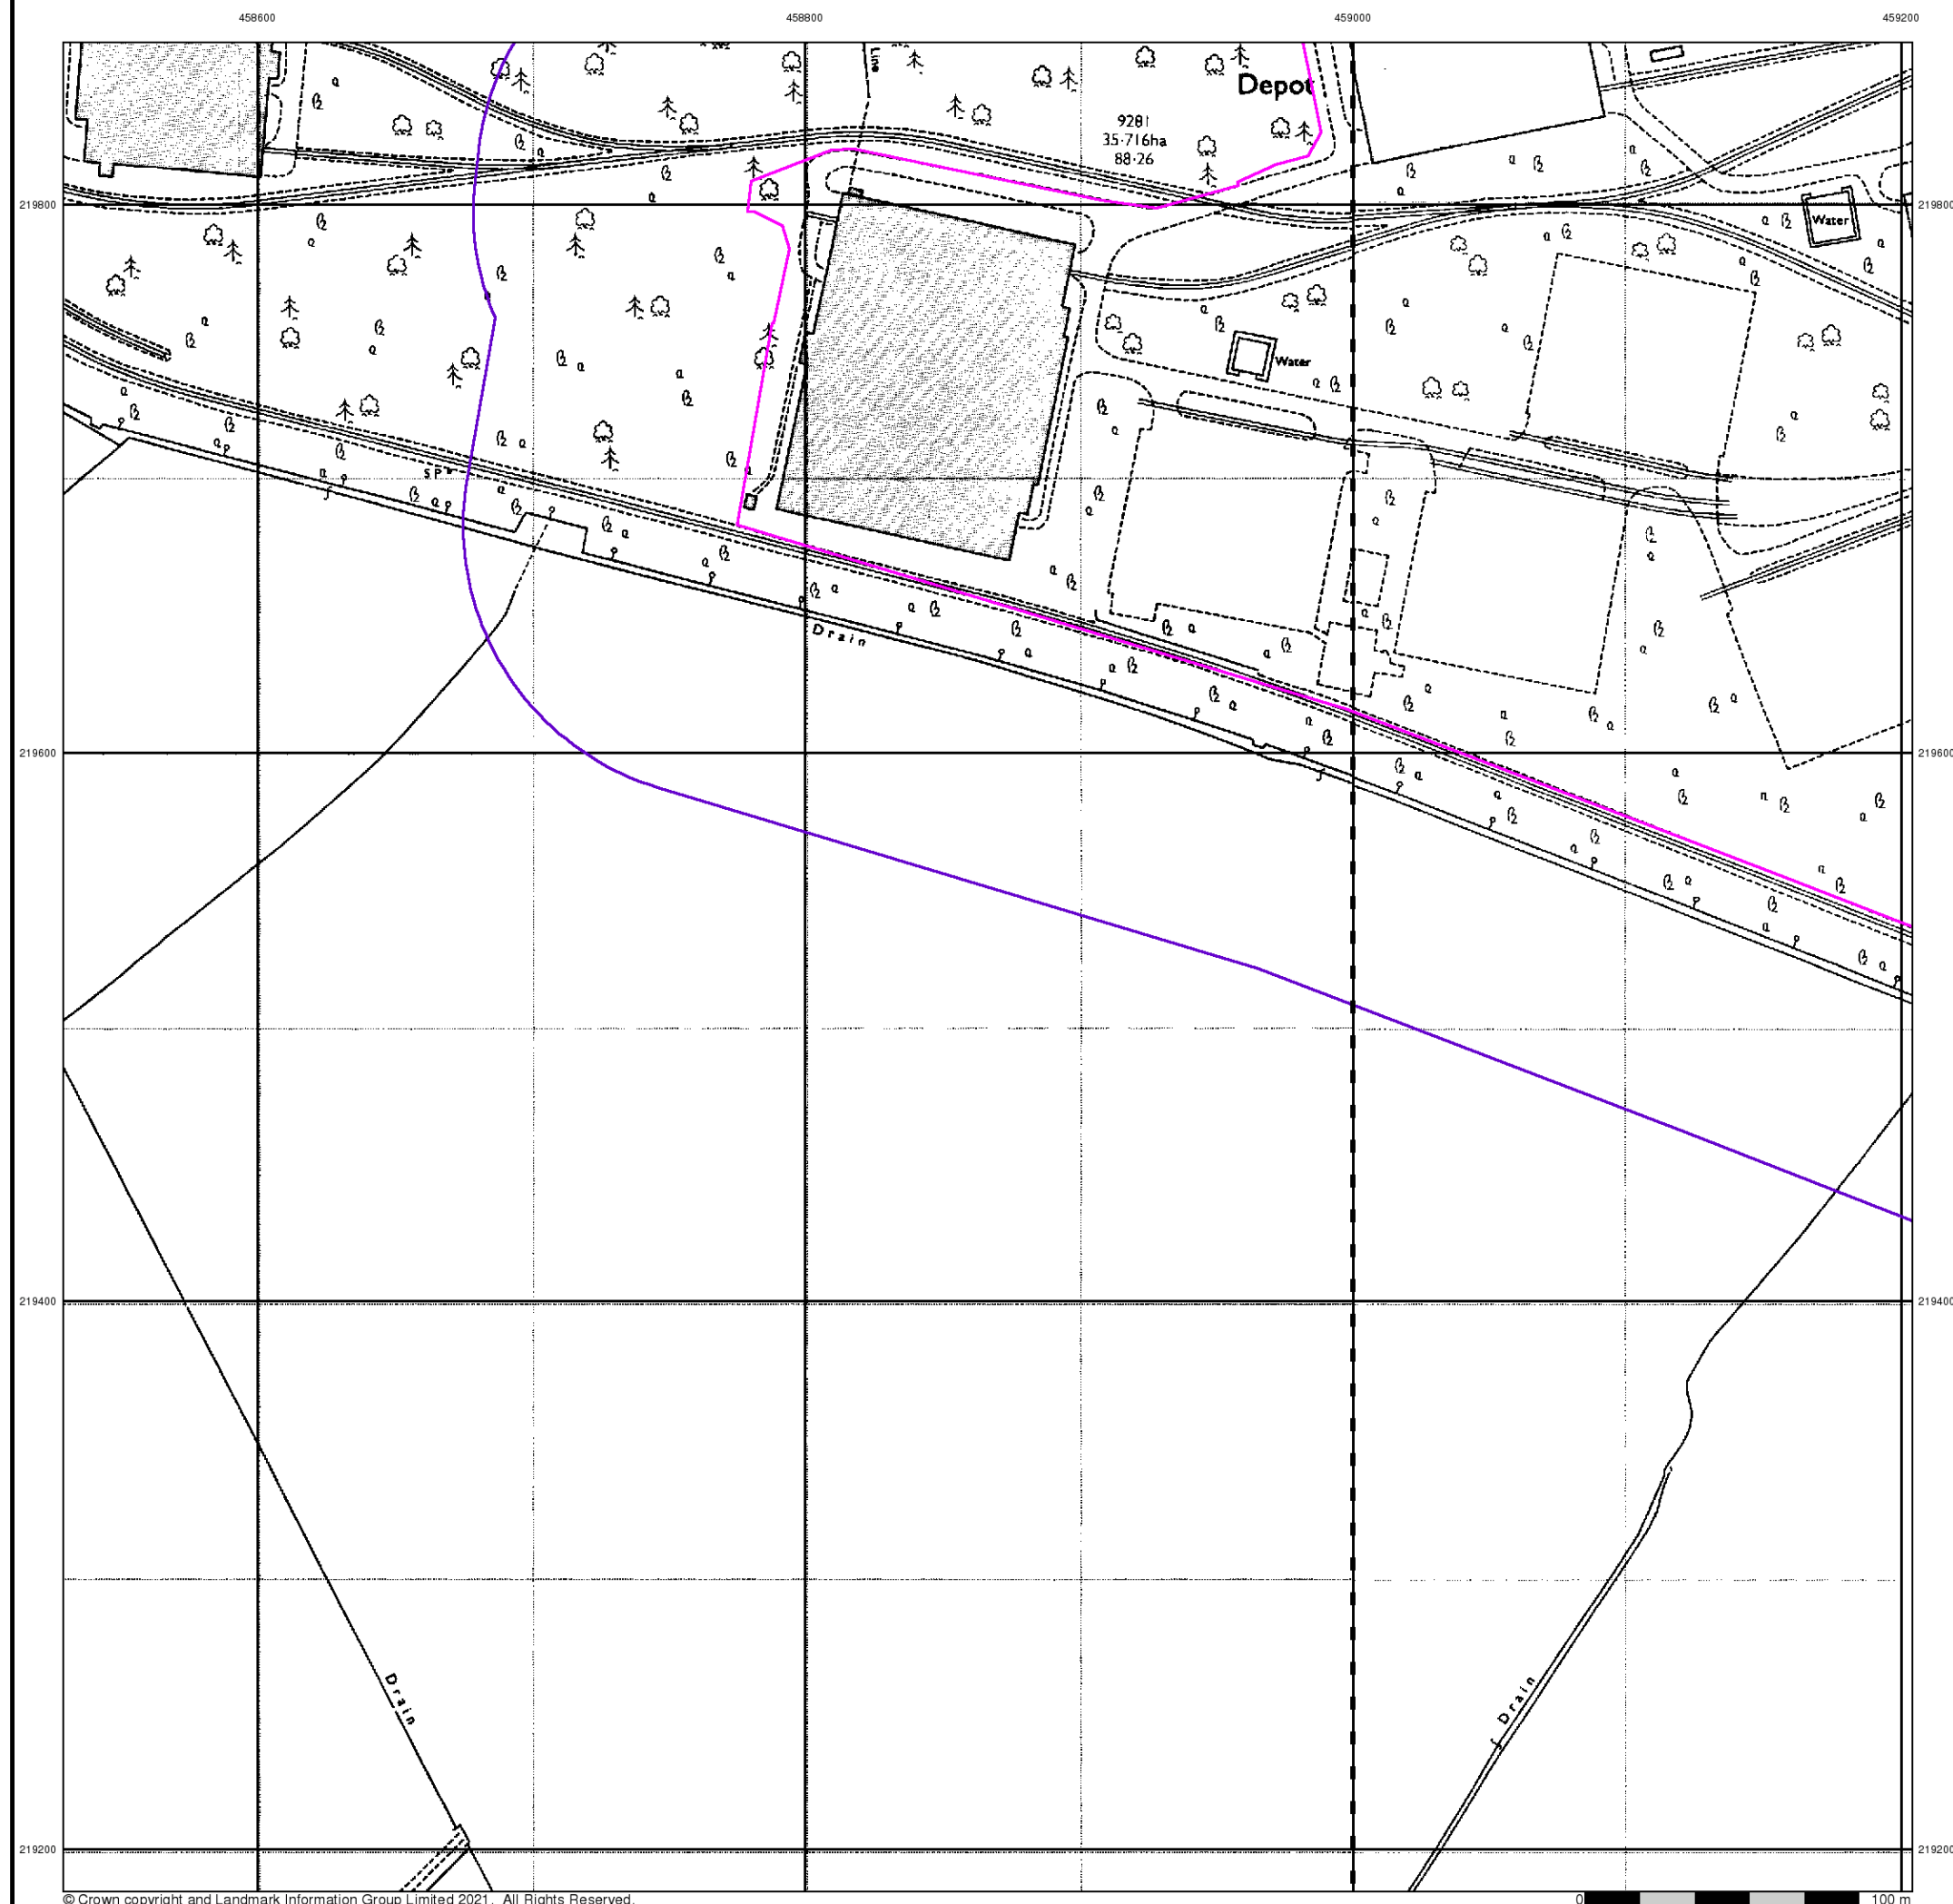 458600 458800 459000 459200
Line
Depot
9281
35·716ha
88·26
219800 219800
Water
Water
SP
Drain
219600 219600
219400 219400
Drain
Drain
219200 219200
© Crown copyright and Landmark Information Group Limited 2021. All Rights Reserved. 0 100 m